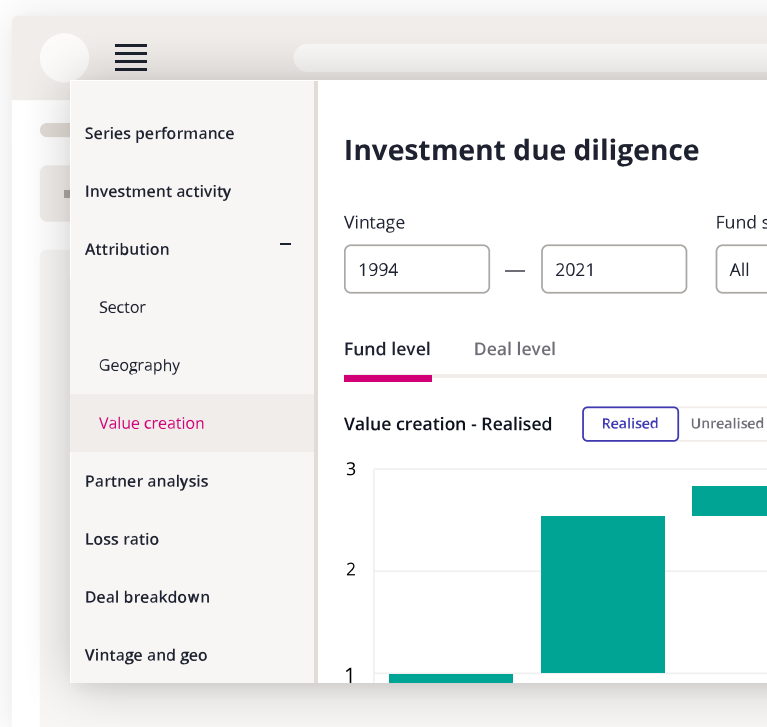 Series performance
Investment activity
Attribution
Sector
Geography
Value creation
Partner analysis
Loss ratio
Deal breakdown
Vintage and geo
Investment due diligence
Vintage
Fund
1994 — 2021
All
Fund level
Deal level
Value creation - Realised
Realised
Unrealised
3
2
1